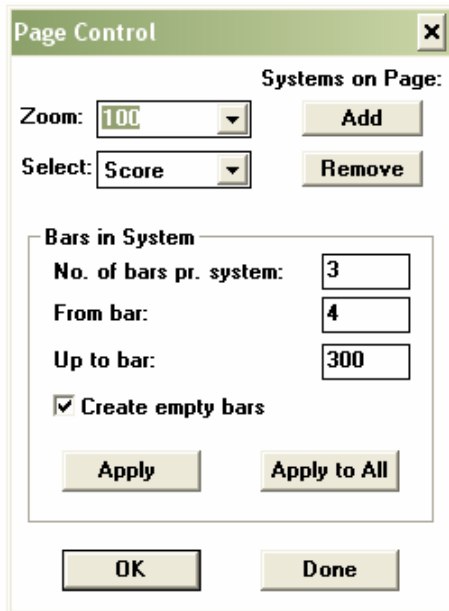 Page Control
Systems on Page:
Zoom: 100 Add
Select: Score Remove
Bars in System
No. of bars pr. system: 3
From bar: 4
Up to bar: 300
Create empty bars
Apply Apply to All
OK Done